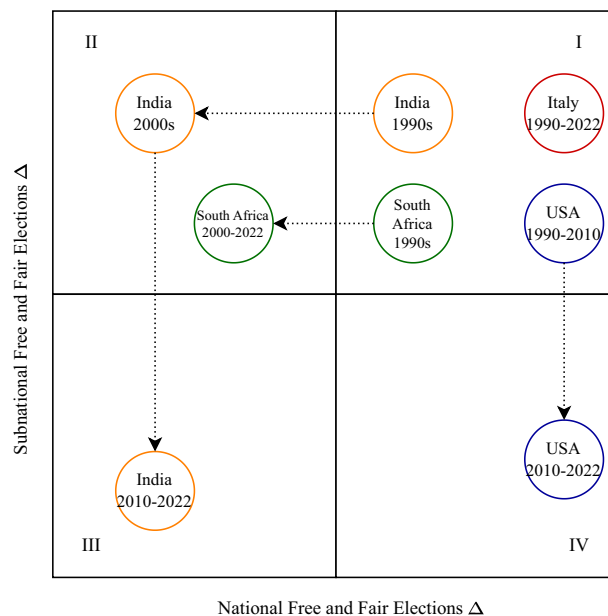 II
I
India
2000s
India
1990s
Italy
1990-2022
South Africa
2000-2022
South
Africa
1990s
USA
1990-2010
India
2010-2022
USA
2010-2022
III
IV
Subnational Free and Fair Elections Δ
National Free and Fair Elections Δ